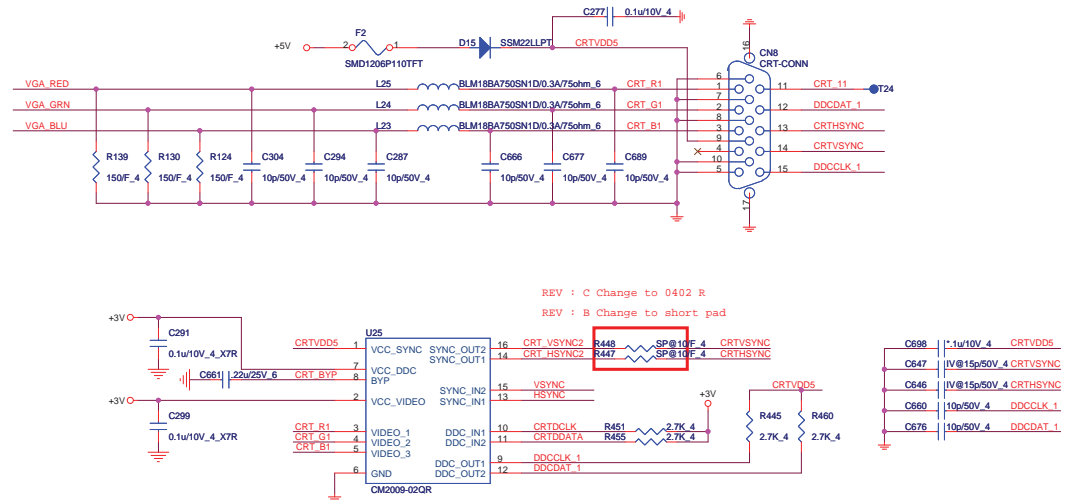 C277 0.1u/10V_4
F2
+5V 2 1 D15 SSM22LLPT CRTVDD5
SMD1206P110TFT
16
CN8
CRT-CONN
VGA_RED L25 BLM18BA750SN1D/0.3A/75ohm_6 CRT_R1 6 1 11 CRT_11 T24
VGA_GRN L24 BLM18BA750SN1D/0.3A/75ohm_6 CRT_G1 7 2 12 DDCDAT_1
VGA_BLU L23 BLM18BA750SN1D/0.3A/75ohm_6 CRT_B1 8 3 13 CRTHSYNC
9 4 14 CRTVSYNC
10 5 15 DDCCLK_1
R139 R130 R124 C304 C294 C287 C666 C677 C689
150/F_4 150/F_4 150/F_4 10p/50V_4 10p/50V_4 10p/50V_4 10p/50V_4 10p/50V_4 10p/50V_4
17
REV : C Change to 0402 R
REV : B Change to short pad
+3V
C291
0.1u/10V_4_X7R
U25
CRTVDD5 1 VCC_SYNC SYNC_OUT2 16 CRT_VSYNC2 R448 SP@10/F_4 CRTVSYNC
SYNC_OUT1 14 CRT_HSYNC2 R447 SP@10/F_4 CRTHSYNC
7 VCC_DDC
C661 .22u/25V_6 CRT_BYP 8 BYP
SYNC_IN2 15 VSYNC
+3V 2 VCC_VIDEO SYNC_IN1 13 HSYNC
C299
0.1u/10V_4_X7R
+3V
CRTVDD5
CRT_R1 3 VIDEO_1 DDC_IN1 10 CRTDCLK R451 2.7K_4
CRT_G1 4 VIDEO_2 DDC_IN2 11 CRTDDATA R455 2.7K_4
CRT_B1 5 VIDEO_3
R445 R460
2.7K_4 2.7K_4
DDC_OUT1 9 DDCCLK_1
6 GND DDC_OUT2 12 DDCDAT_1
CM2009-02QR
C698 *.1u/10V_4 CRTVDD5
C647 IV@15p/50V_4 CRTVSYNC
C646 IV@15p/50V_4 CRTHSYNC
C660 10p/50V_4 DDCCLK_1
C676 10p/50V_4 DDCDAT_1